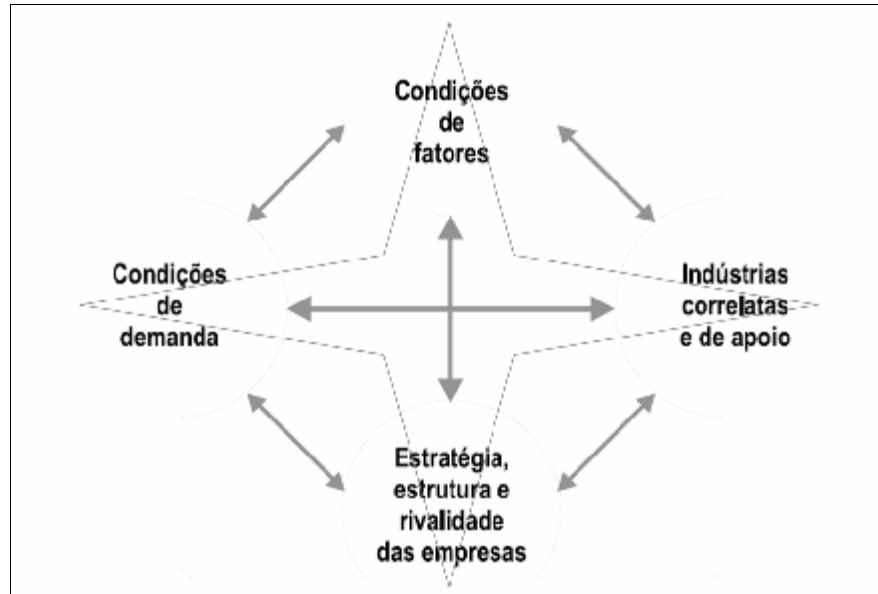 Condições
de
fatores
Condições
de
demanda
Indústrias
correlatas
e de apoio
Estratégia,
estrutura e
rivalidade
das empresas